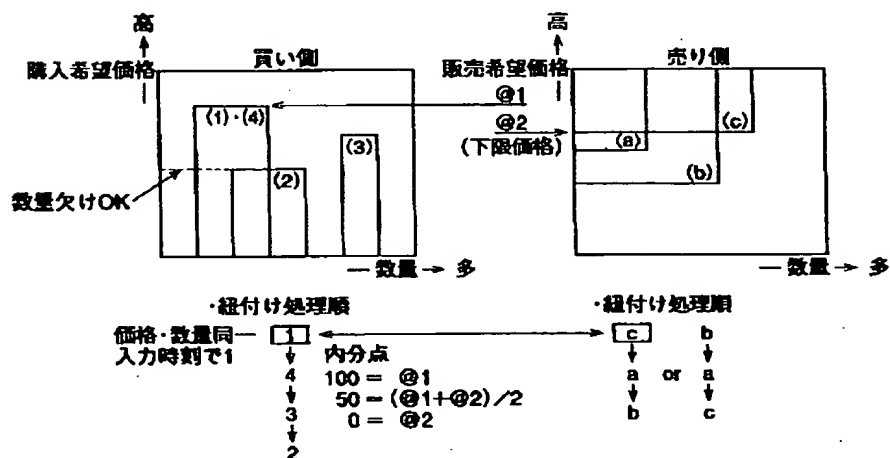 高
購入希望価格
買い側
(1)・(4)
(3)
(2)
数量欠けOK
数量 → 多
高
販売希望価格
売り側
@1
@2
(下限価格)
(a)
(c)
(b)
数量 → 多
・紐付け処理順
価格・数量同一
入力時刻で1
1
4
3
2
内分点
100 = @1
50 = (@1+@2)/2
0 = @2
・紐付け処理順
c b
a or a
b c